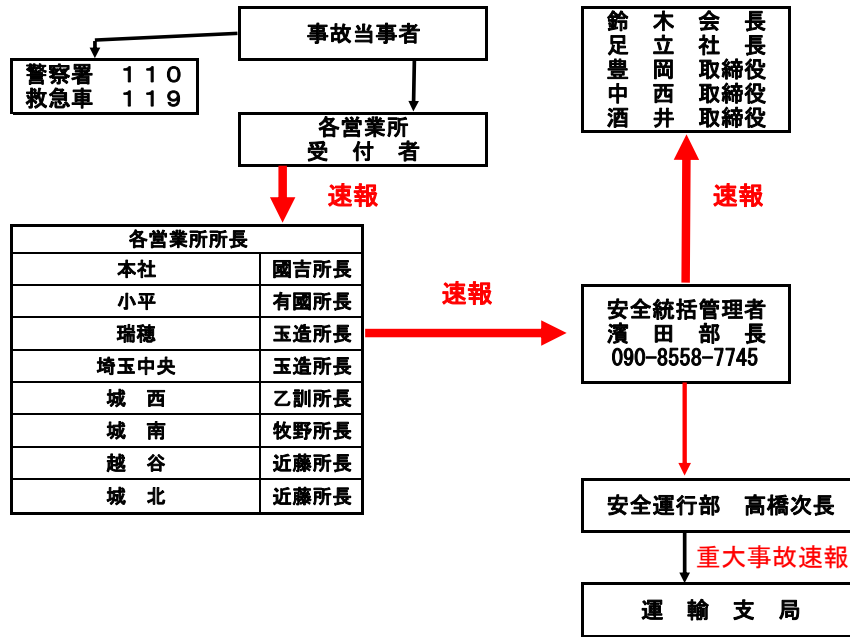 事故当事者
警察署　１１０
救急車　１１９
各営業所
受　付　者
速報
各営業所所長
本社　國吉所長
小平　有國所長
瑞穂　玉造所長
埼玉中央　玉造所長
城　西　乙訓所長
城　南　牧野所長
越　谷　近藤所長
城　北　近藤所長
速報
鈴　木　会　長
足　立　社　長
豊　岡　取締役
中　西　取締役
酒　井　取締役
速報
安全統括管理者
濱　田　部　長
090-8558-7745
安全運行部　高橋次長
重大事故速報
運　輸　支　局